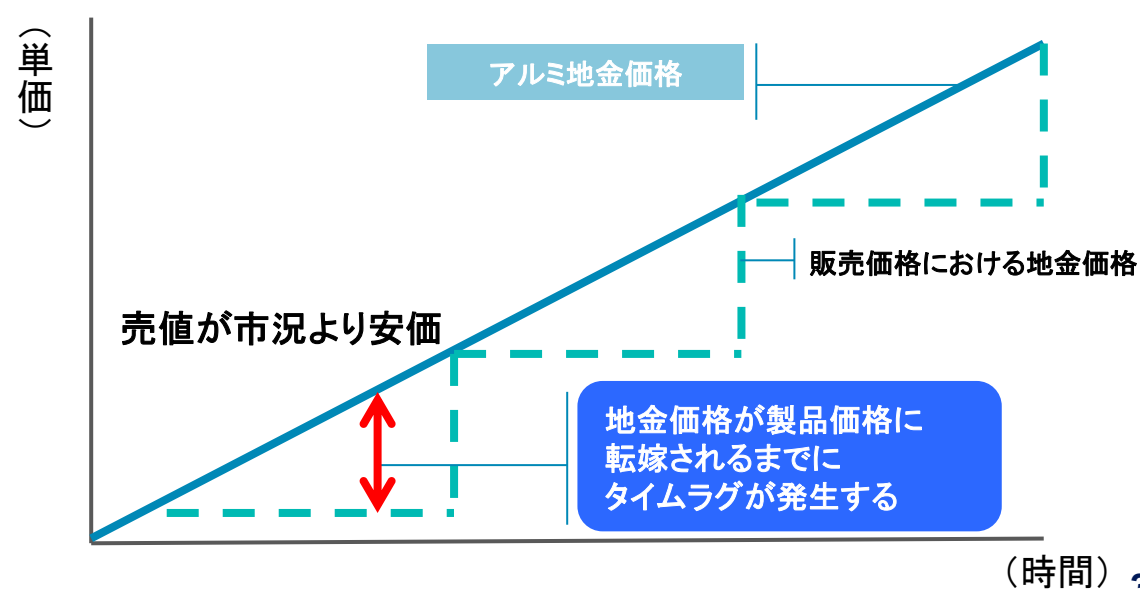 （単価）
アルミ地金価格
販売価格における地金価格
売値が市況より安価
地金価格が製品価格に
転嫁されるまでに
タイムラグが発生する
（時間）